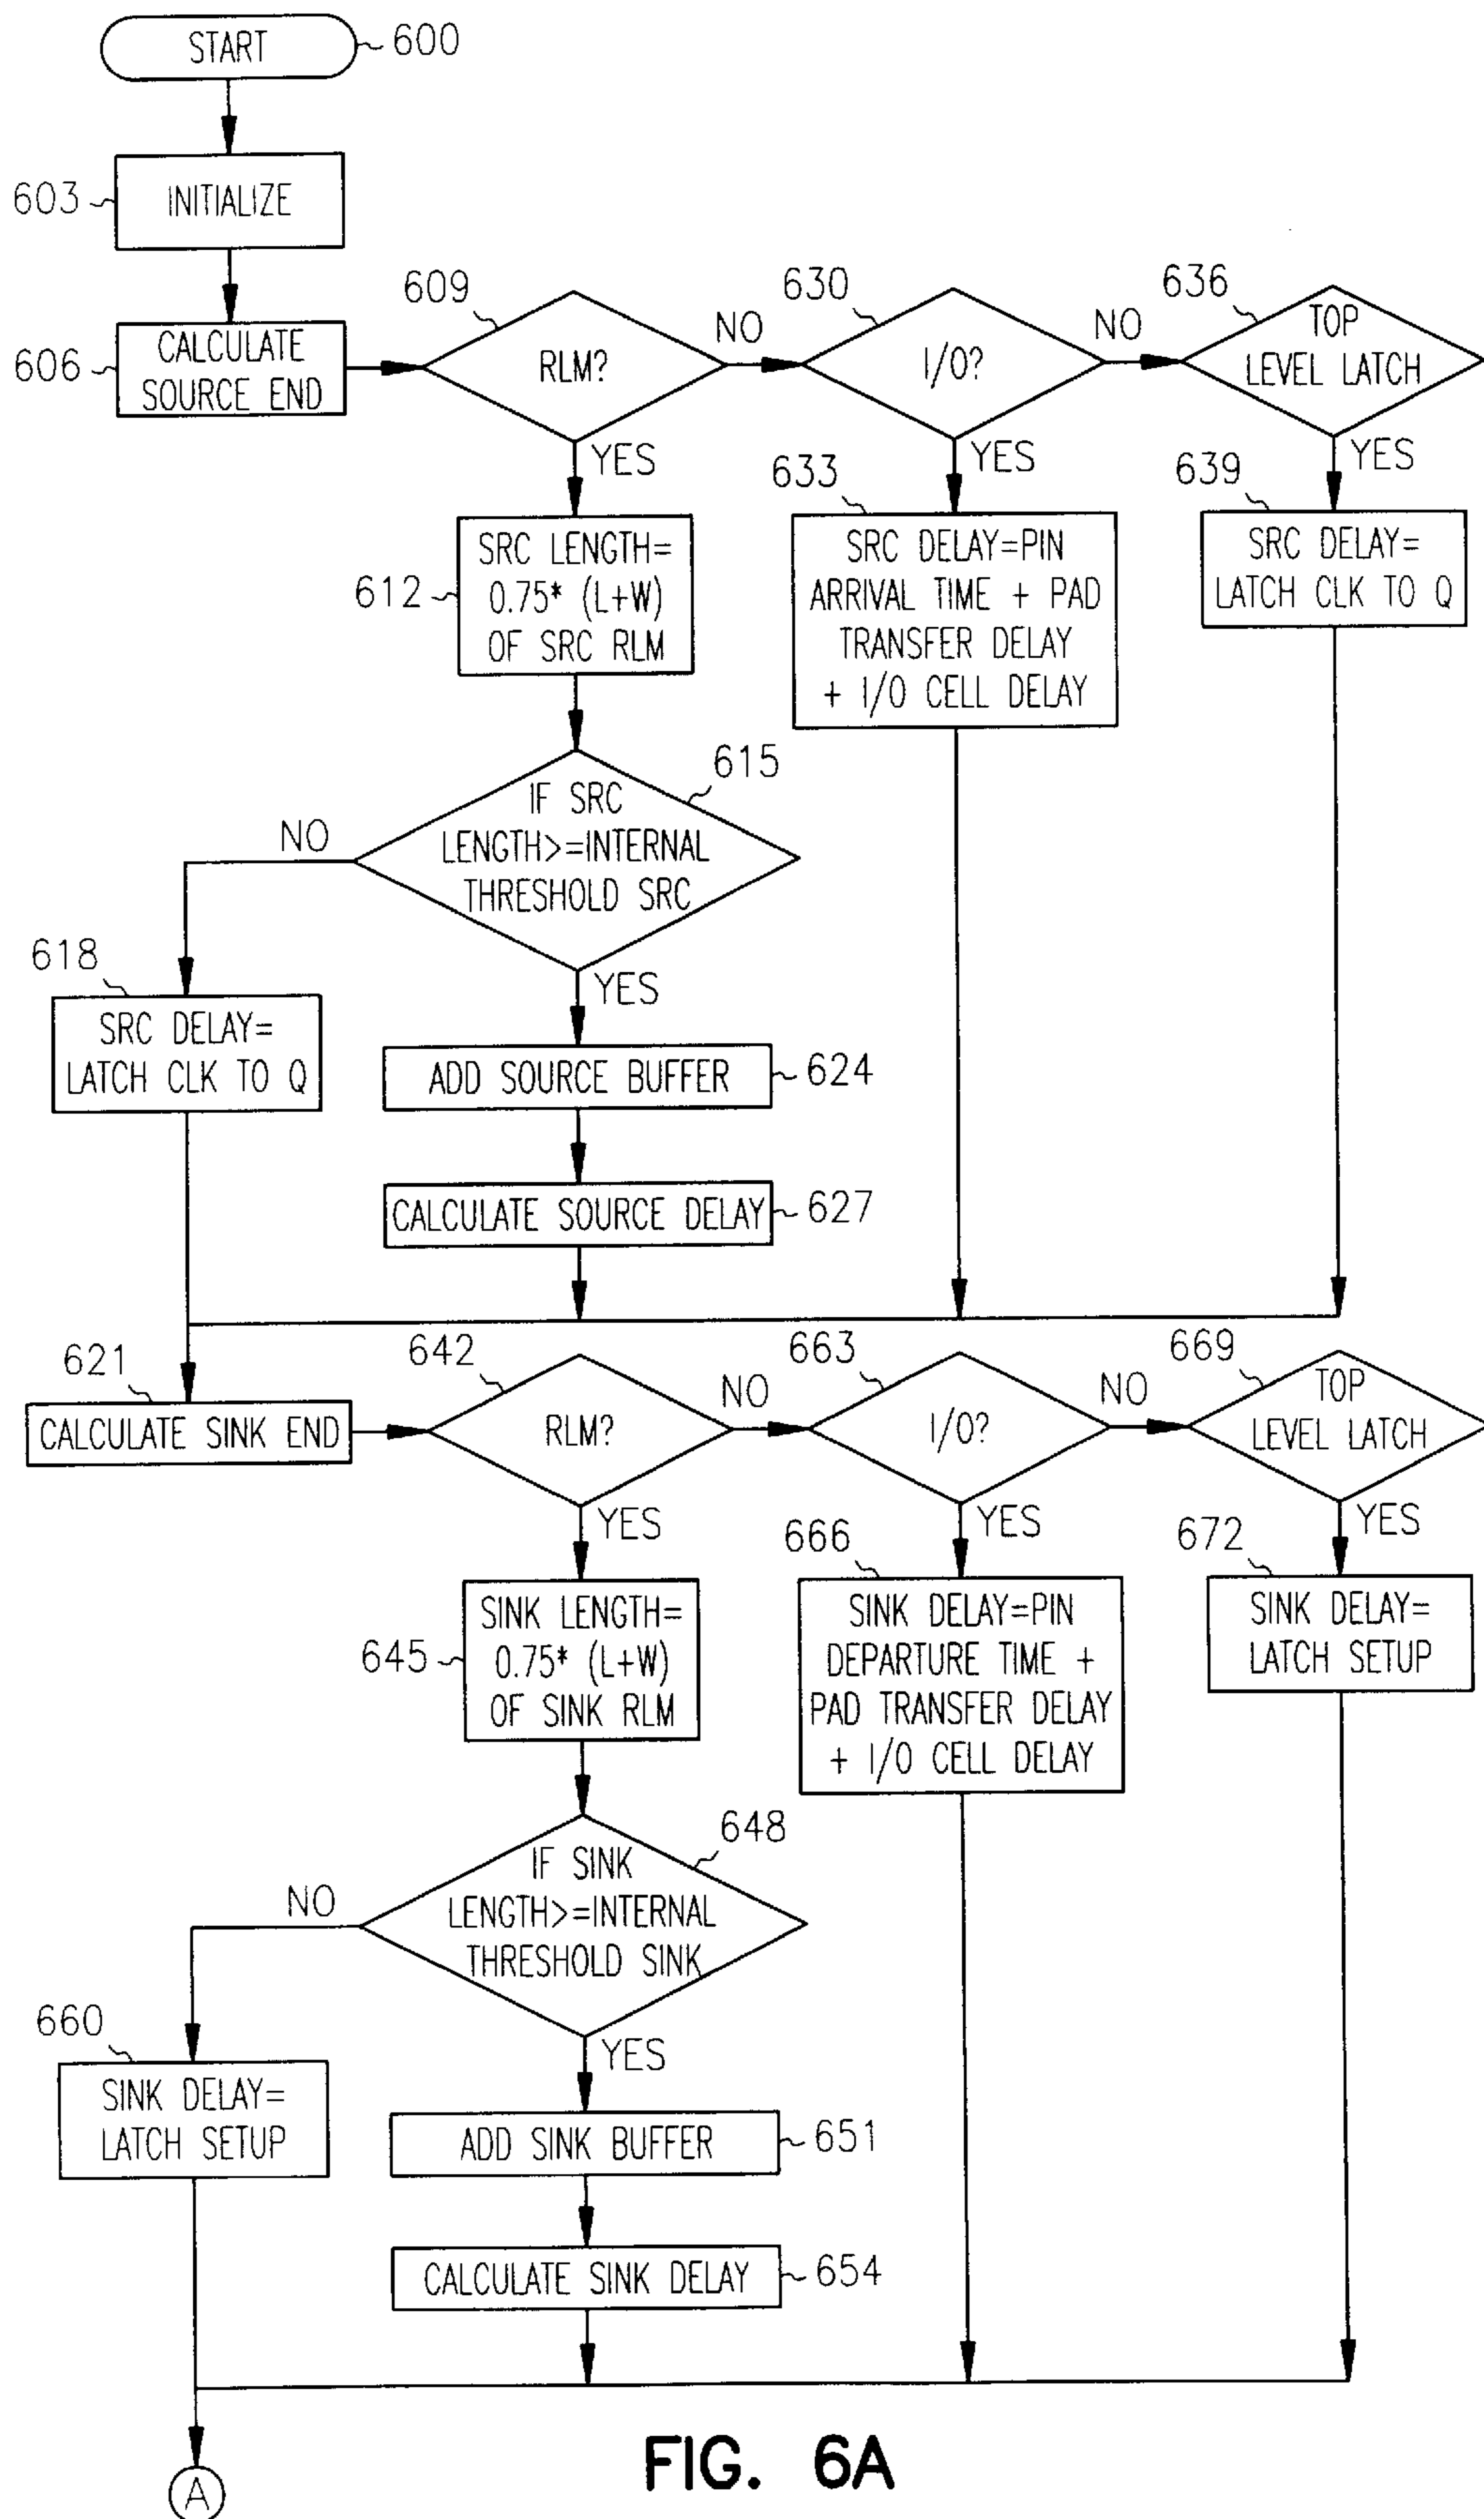 START
600
603
INITIALIZE
606
CALCULATE
SOURCE END
609
RLM?
NO
YES
630
I/O?
NO
YES
636
TOP
LEVEL LATCH
YES
612
SRC LENGTH=
0.75* (L+W)
OF SRC RLM
633
SRC DELAY=PIN
ARRIVAL TIME + PAD
TRANSFER DELAY
+ I/O CELL DELAY
639
SRC DELAY=
LATCH CLK TO Q
615
IF SRC
LENGTH>=INTERNAL
THRESHOLD SRC
NO
YES
618
SRC DELAY=
LATCH CLK TO Q
ADD SOURCE BUFFER
624
CALCULATE SOURCE DELAY
627
621
CALCULATE SINK END
642
RLM?
NO
YES
663
I/O?
NO
YES
669
TOP
LEVEL LATCH
YES
645
SINK LENGTH=
0.75* (L+W)
OF SINK RLM
666
SINK DELAY=PIN
DEPARTURE TIME +
PAD TRANSFER DELAY
+ I/O CELL DELAY
672
SINK DELAY=
LATCH SETUP
648
IF SINK
LENGTH>=INTERNAL
THRESHOLD SINK
NO
YES
660
SINK DELAY=
LATCH SETUP
ADD SINK BUFFER
651
CALCULATE SINK DELAY
654
A
FIG. 6A